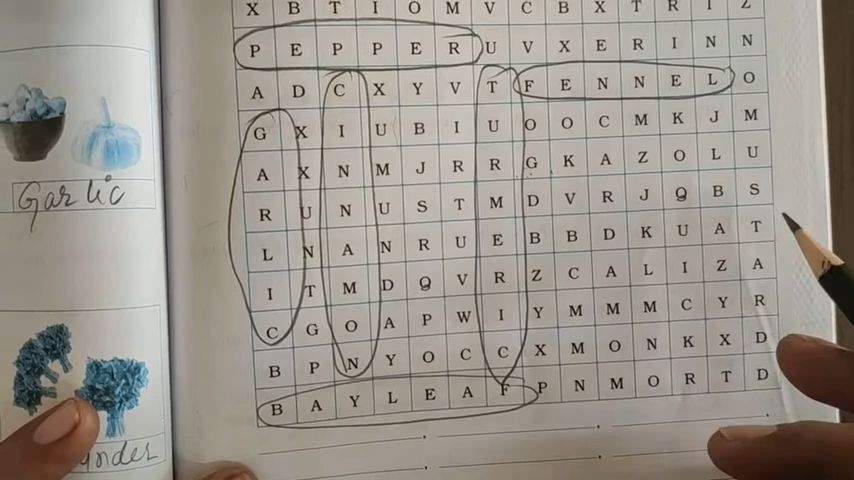 X B T I O M V C B X T R I Z
P E P P E R U V X E R I N N
A D C X Y V T F E N N E L O
G X I U B I U O O C M K J M
A X N M J R R G K A Z O L U
R U N U S T M D V R J Q B S
L N A N R U E B B D K U A T
I T M D Q V R Z C A L I Z A
C G O A P W I Y M M M C Y R
B P N Y O C C X M O N K X D
B A Y L E A F P N M O R T D
Garlic